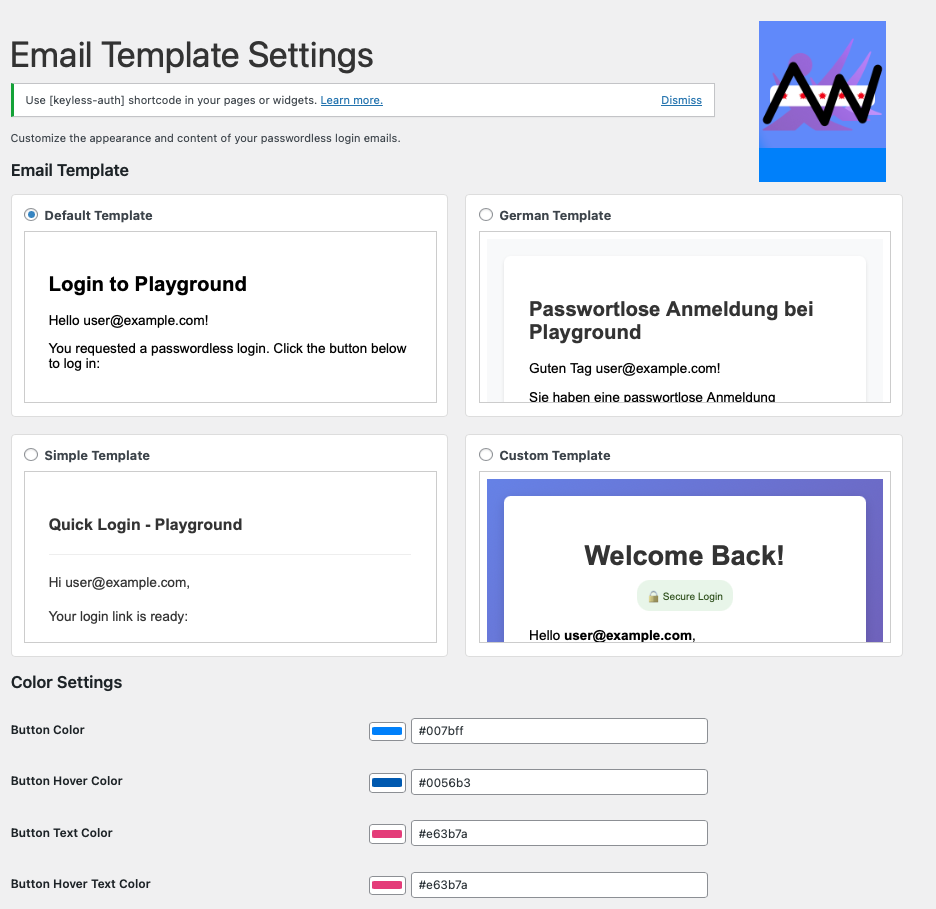 Email Template Settings
Use [keyless-auth] shortcode in your pages or widgets. Learn more. Dismiss
Customize the appearance and content of your passwordless login emails.
Email Template
Default Template
Login to Playground
Hello user@example.com!
You requested a passwordless login. Click the button below
to log in:
German Template
Passwortlose Anmeldung bei
Playground
Guten Tag user@example.com!
Sie haben eine passwortlose Anmeldung
Simple Template
Quick Login - Playground
Hi user@example.com,
Your login link is ready:
Custom Template
Welcome Back!
🔒 Secure Login
Hello user@example.com,
Color Settings
Button Color #007bff
Button Hover Color #0056b3
Button Text Color #e63b7a
Button Hover Text Color #e63b7a